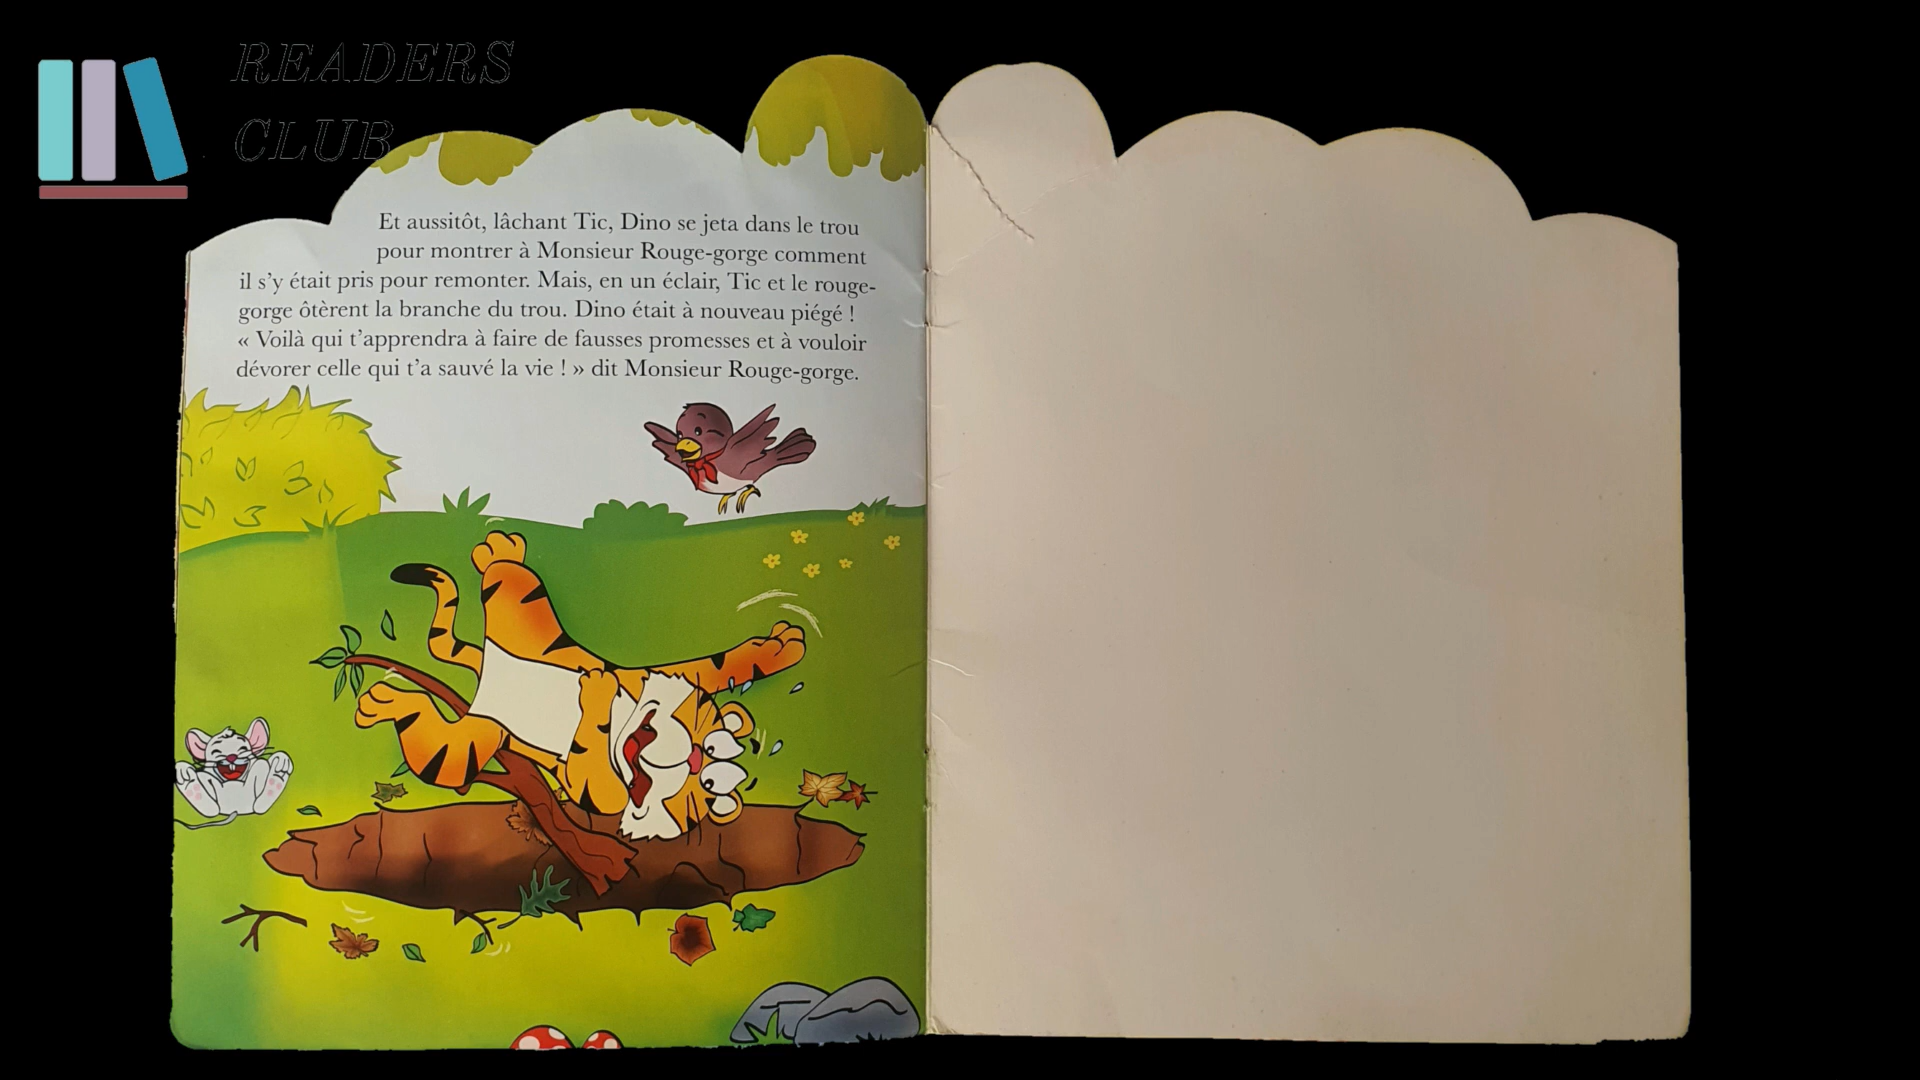 READERS
CLUB
Et aussitôt, lâchant Tic, Dino se jeta dans le trou
pour montrer à Monsieur Rouge-gorge comment
il s'y était pris pour remonter. Mais, en un éclair, Tic et le rouge-
gorge ôtèrent la branche du trou. Dino était à nouveau piégé !
« Voilà qui t'apprendra à faire de fausses promesses et à vouloir
dévorer celle qui t'a sauvé la vie ! » dit Monsieur Rouge-gorge.